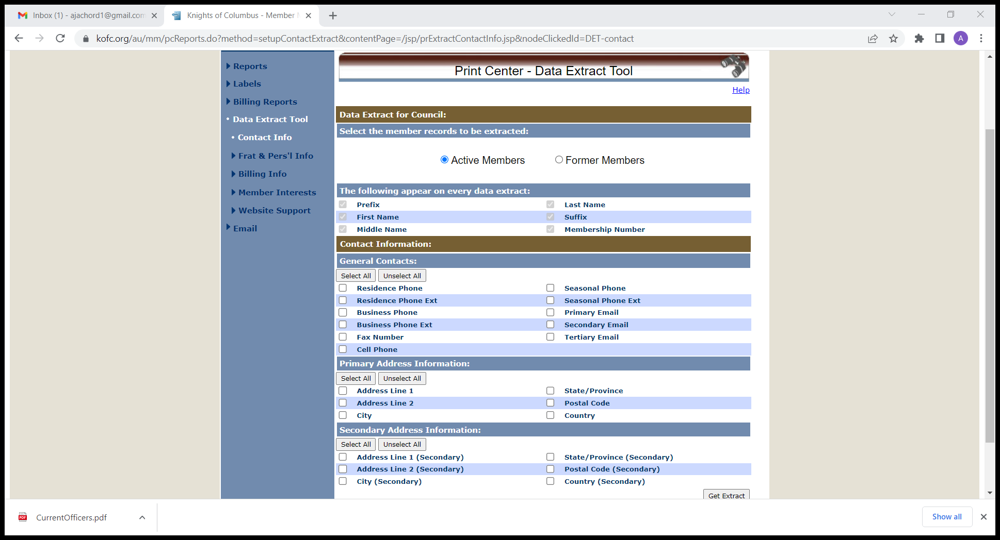 Inbox (1) - ajachord1@gmail.com
Knights of Columbus - Member
kofc.org/au/mm/pcReports.do?method=setupContactExtract&contentPage=/jsp/prExtractContactInfo.jsp&nodeClickedId=DET-contact
A
Reports
Labels
Billing Reports
Data Extract Tool
Contact Info
Frat & Pers'l Info
Billing Info
Member Interests
Website Support
Email
Print Center - Data Extract Tool
Help
Data Extract for Council:
Select the member records to be extracted:
Active Members Former Members
The following appear on every data extract:
Prefix Last Name
First Name Suffix
Middle Name Membership Number
Contact Information:
General Contacts:
Select All Unselect All
Residence Phone Seasonal Phone
Residence Phone Ext Seasonal Phone Ext
Business Phone Primary Email
Business Phone Ext Secondary Email
Fax Number Tertiary Email
Cell Phone
Primary Address Information:
Select All Unselect All
Address Line 1 State/Province
Address Line 2 Postal Code
City Country
Secondary Address Information:
Select All Unselect All
Address Line 1 (Secondary) State/Province (Secondary)
Address Line 2 (Secondary) Postal Code (Secondary)
City (Secondary) Country (Secondary)
Get Extract
PDF CurrentOfficers.pdf
Show all